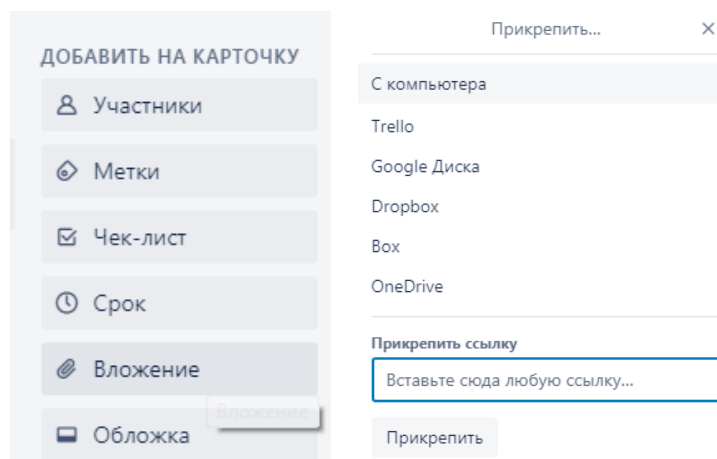 ДОБАВИТЬ НА КАРТОЧКУ
Участники
Метки
Чек-лист
Срок
Вложение
Вложение
Обложка
Прикрепить...
С компьютера
Trello
Google Диска
Dropbox
Box
OneDrive
Прикрепить ссылку
Вставьте сюда любую ссылку...
Прикрепить